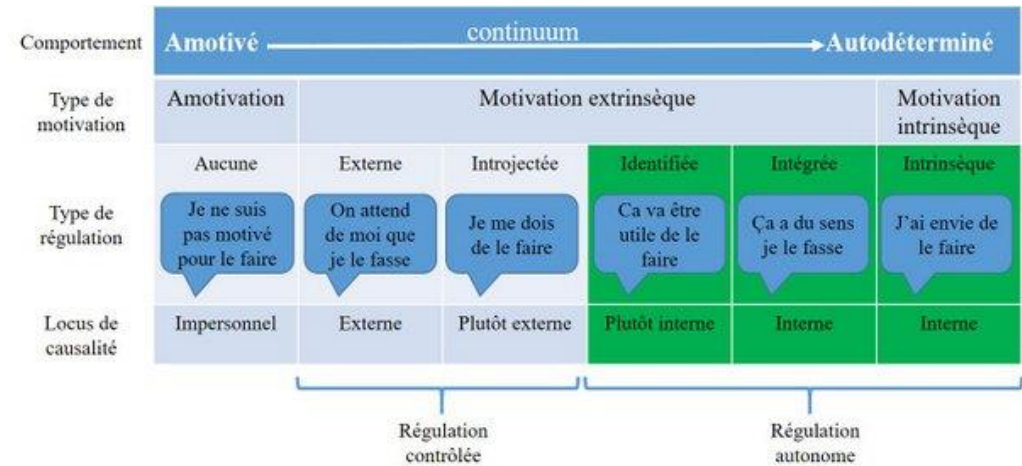 Comportement
Amotivé
continuum
Autodéterminé
Type de
motivation
Amotivation
Motivation extrinsèque
Motivation
intrinsèque
Type de
régulation
Aucune
Externe
Introjectée
Identifiée
Intégrée
Intrinsèque
Je ne suis
pas motivé
pour le faire
On attend
de moi que
je le fasse
Je me dois
de le faire
Ca va être
utile de le
faire
Ça a du sens
je le fasse
J'ai envie de
le faire
Locus de
causalité
Impersonnel
Externe
Plutôt externe
Plutôt interne
Interne
Interne
Régulation
contrôlée
Régulation
autonome